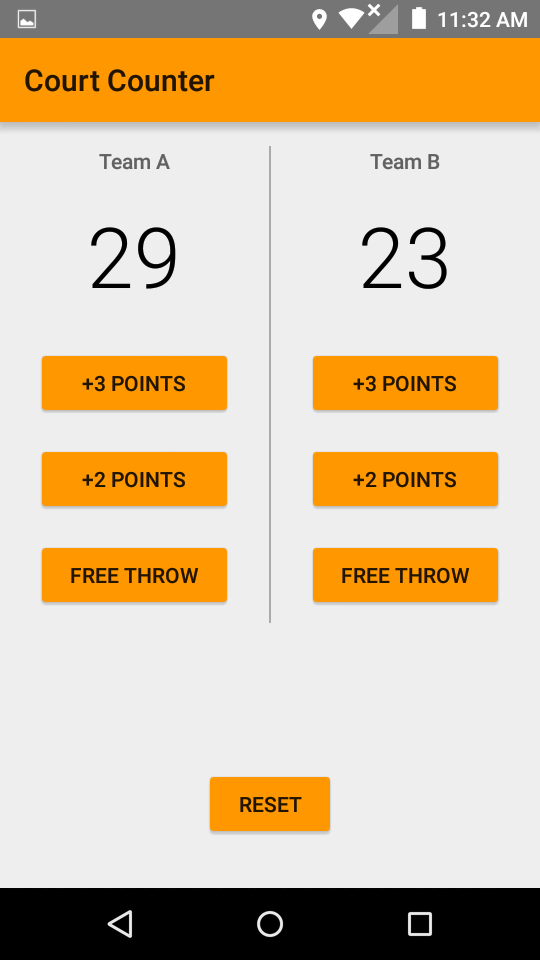 11:32 AM
Court Counter
Team A
Team B
29
23
+3 POINTS
+3 POINTS
+2 POINTS
+2 POINTS
FREE THROW
FREE THROW
RESET